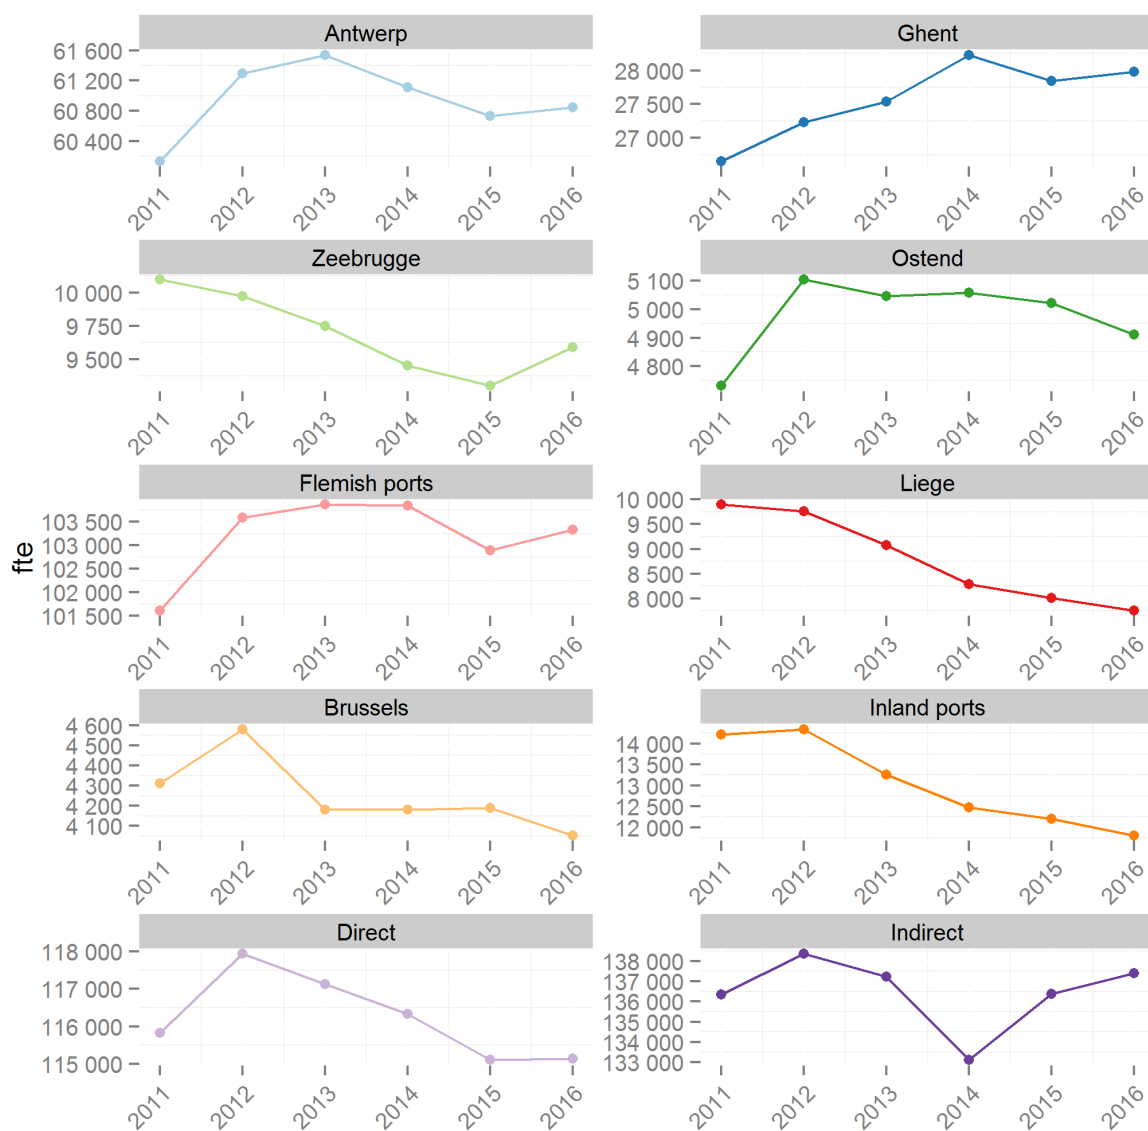 Antwerp
61 600
61 200
60 800
60 400
2011 2012 2013 2014 2015 2016
Ghent
28 000
27 500
27 000
2011 2012 2013 2014 2015 2016
Zeebrugge
10 000
9 750
9 500
2011 2012 2013 2014 2015 2016
Ostend
5 100
5 000
4 900
4 800
2011 2012 2013 2014 2015 2016
fte
Flemish ports
103 500
103 000
102 500
102 000
101 500
2011 2012 2013 2014 2015 2016
Liege
10 000
9 500
9 000
8 500
8 000
2011 2012 2013 2014 2015 2016
Brussels
4 600
4 500
4 400
4 300
4 200
4 100
2011 2012 2013 2014 2015 2016
Inland ports
14 000
13 500
13 000
12 500
12 000
2011 2012 2013 2014 2015 2016
Direct
118 000
117 000
116 000
115 000
2011 2012 2013 2014 2015 2016
Indirect
138 000
137 000
136 000
135 000
134 000
133 000
2011 2012 2013 2014 2015 2016